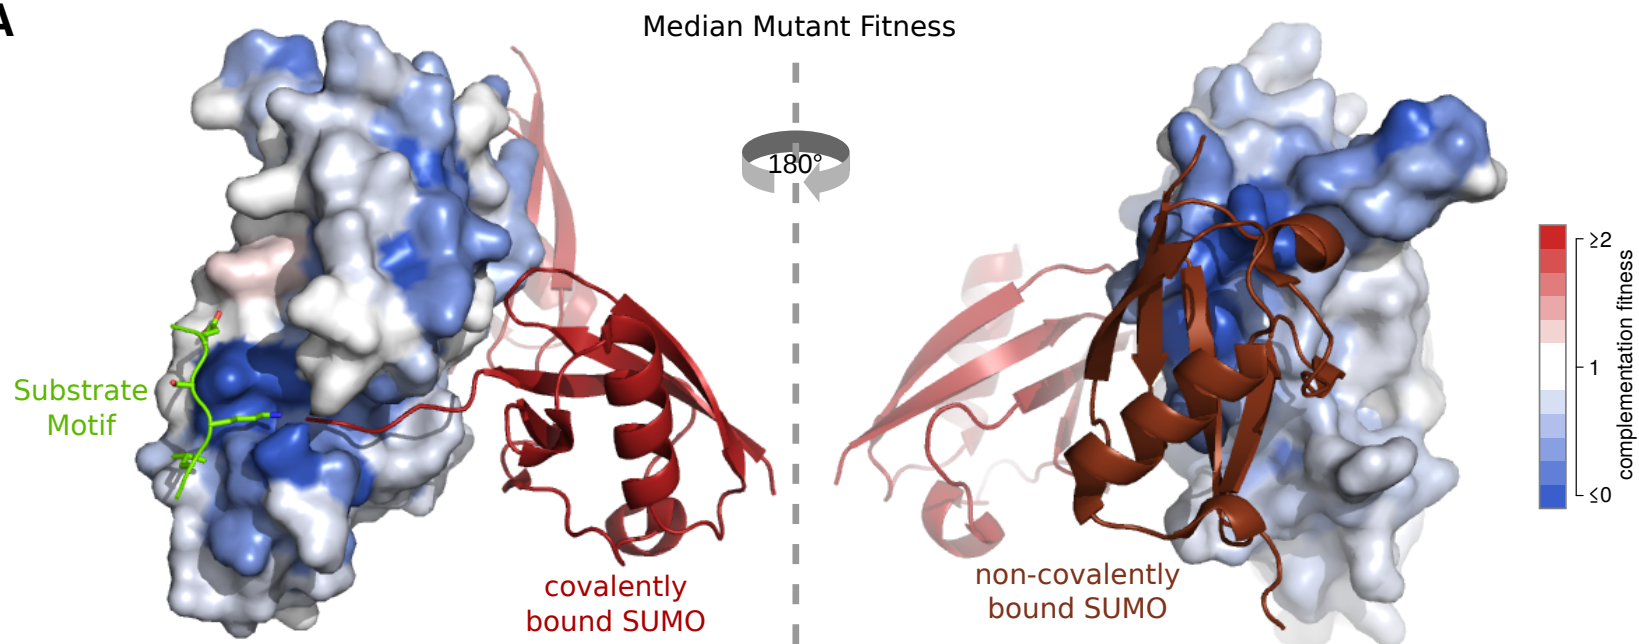 A
Median Mutant Fitness
180°
Substrate
Motif
covalently
bound SUMO
non-covalently
bound SUMO
≥2
1
≤0
complementation fitness